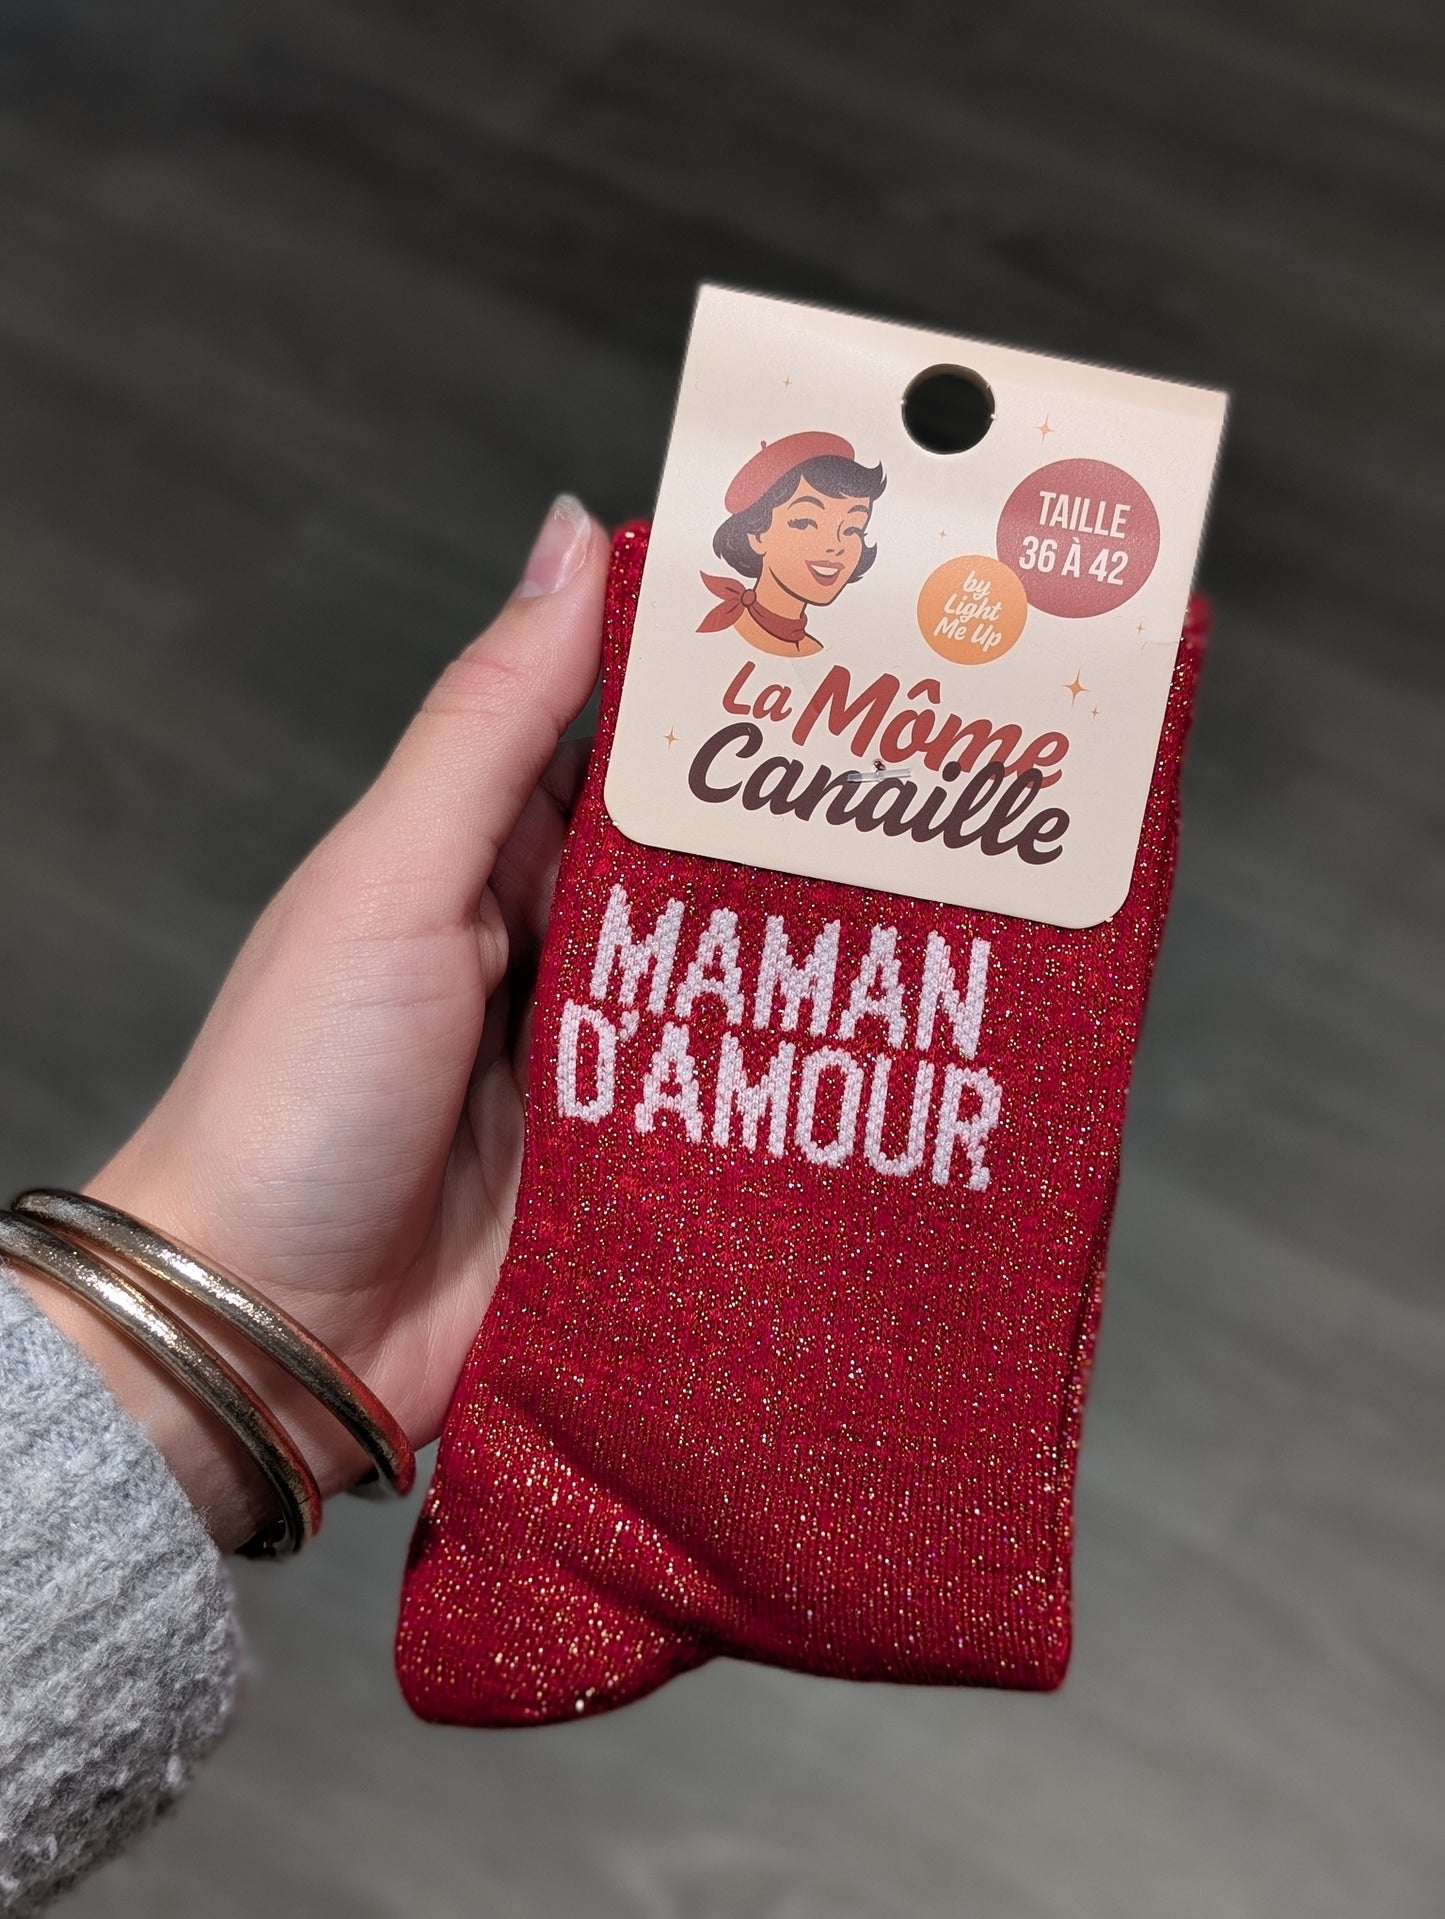 TAILLE
36 À 42
by
Light
Me Up
La Môme
Canaille
MAMAN
D'AMOUR